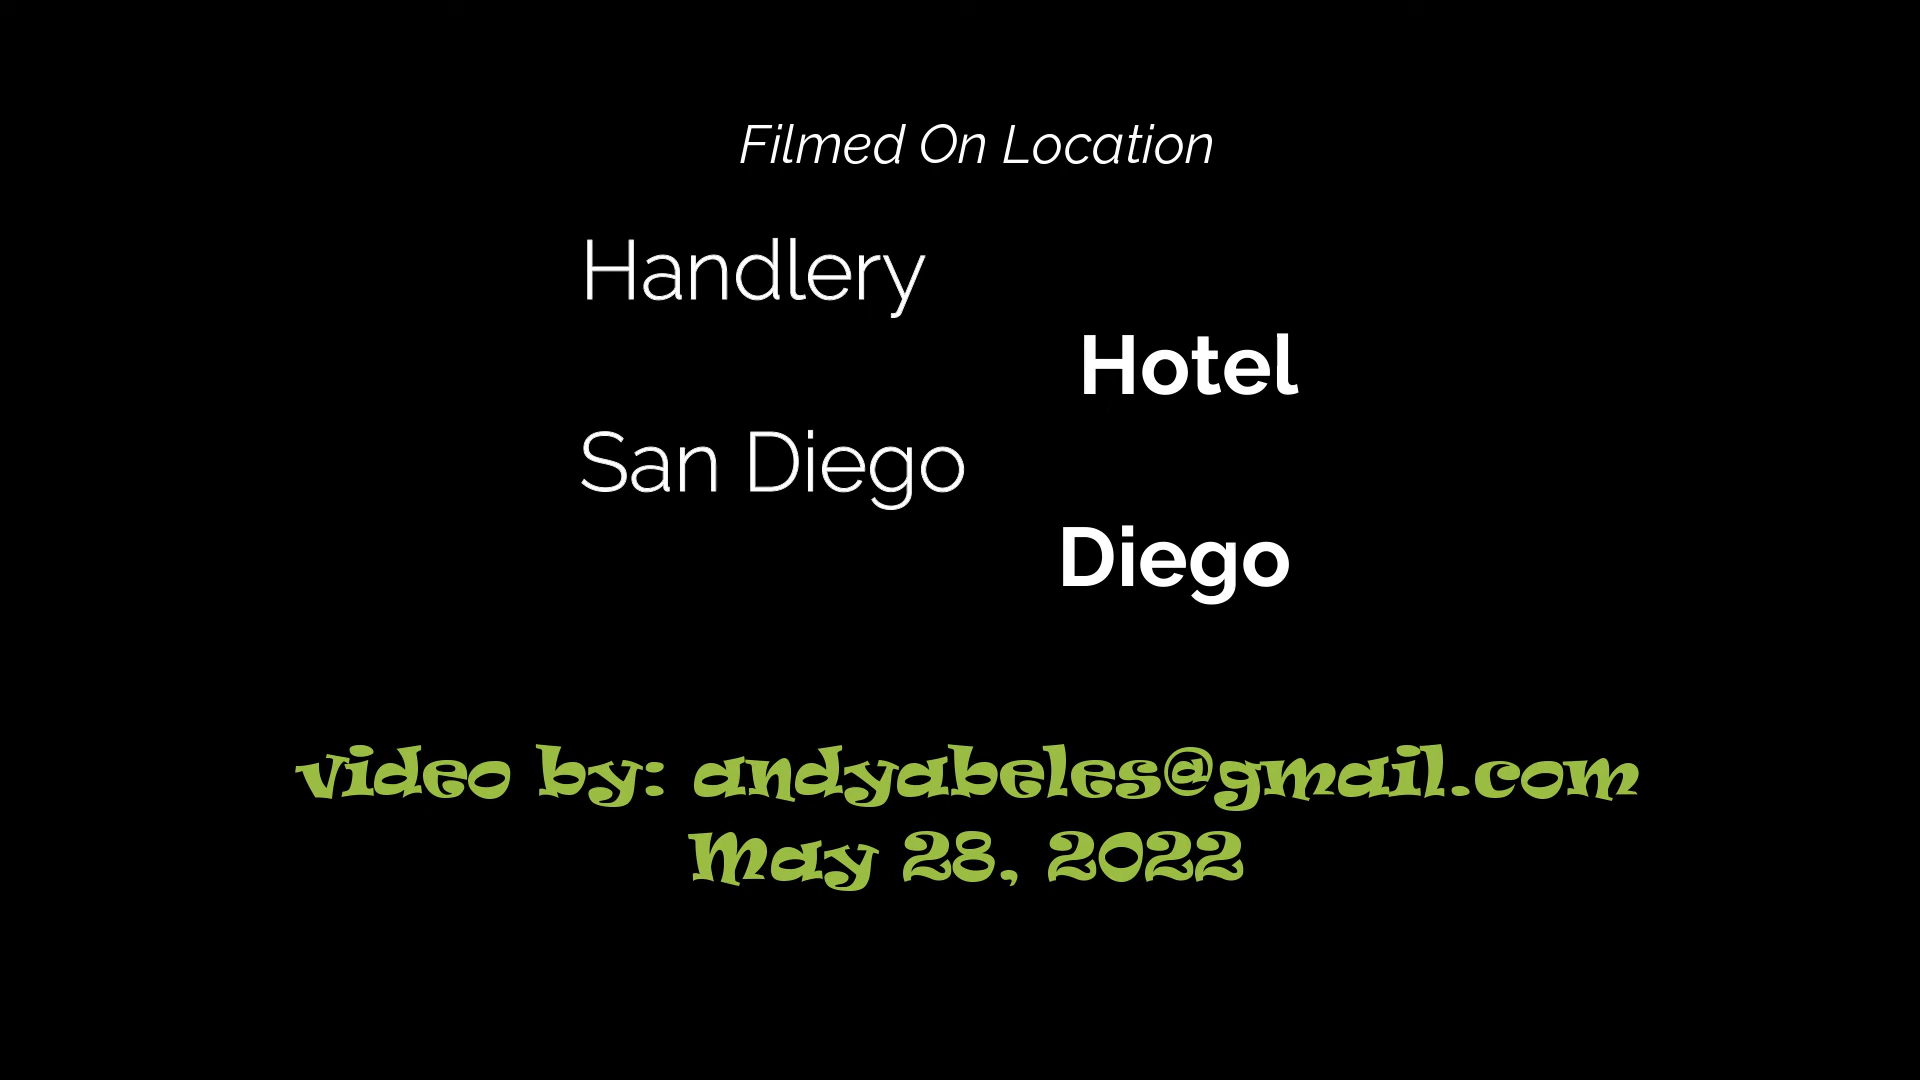 Filmed On Location
Handlery
Hotel
San Diego
Diego
video by: andyabeles@gmail.com
May 28, 2022